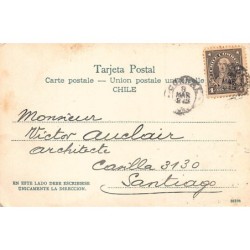 Tarjeta Postal
Carte postale — Union postale universelle
CHILE
Monsieur
Victor Auclair
Architecte
Casilla 3130
Santiago
EN ESTE LADO DEBE ESCRIBIRSE
ÚNICAMENTE LA DIRECCION.